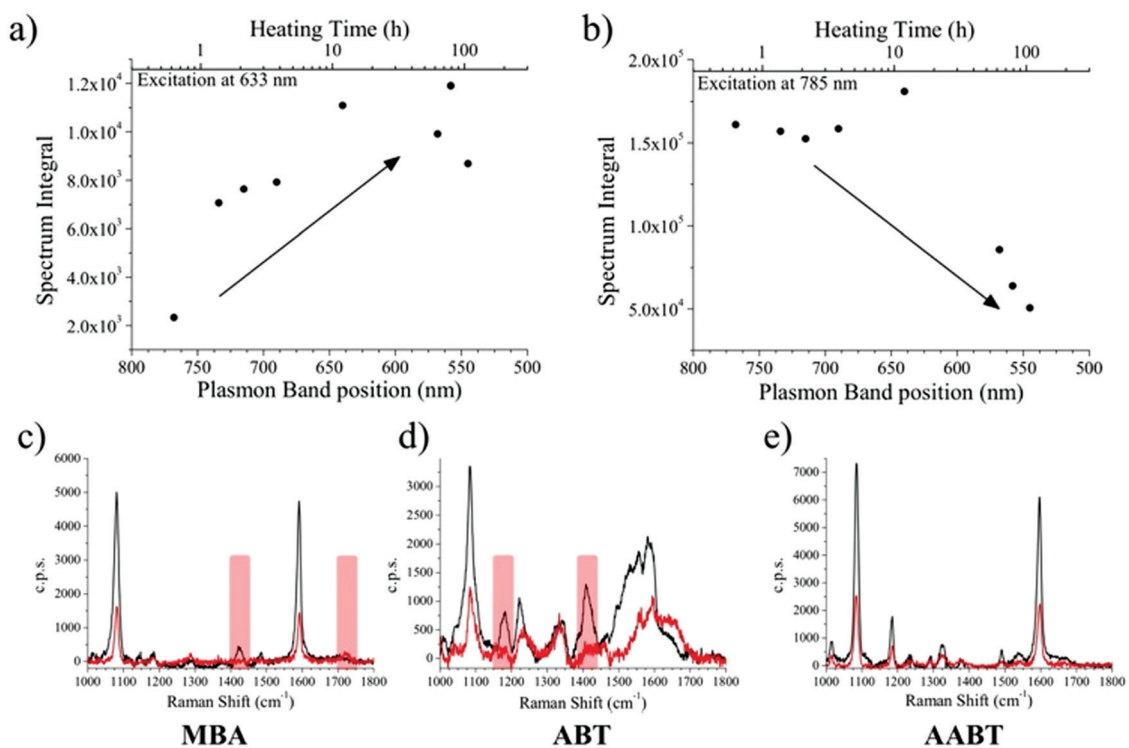 a)
Heating Time (h)
1 10 100
Excitation at 633 nm
1.2x10⁴
1.0x10⁴
8.0x10³
6.0x10³
4.0x10³
2.0x10³
Spectrum Integral
800 750 700 650 600 550 500
Plasmon Band position (nm)
b)
Heating Time (h)
1 10 100
Excitation at 785 nm
2.0x10⁵
1.5x10⁵
1.0x10⁵
5.0x10⁴
Spectrum Integral
800 750 700 650 600 550 500
Plasmon Band position (nm)
c)
6000
5000
4000
3000
2000
1000
0
c.p.s.
1000 1100 1200 1300 1400 1500 1600 1700 1800
Raman Shift (cm⁻¹)
MBA
d)
3000
2500
2000
1500
1000
500
0
c.p.s.
1000 1100 1200 1300 1400 1500 1600 1700 1800
Raman Shift (cm⁻¹)
ABT
e)
7000
6000
5000
4000
3000
2000
1000
0
c.p.s.
1000 1100 1200 1300 1400 1500 1600 1700 1800
Raman Shift (cm⁻¹)
AABT